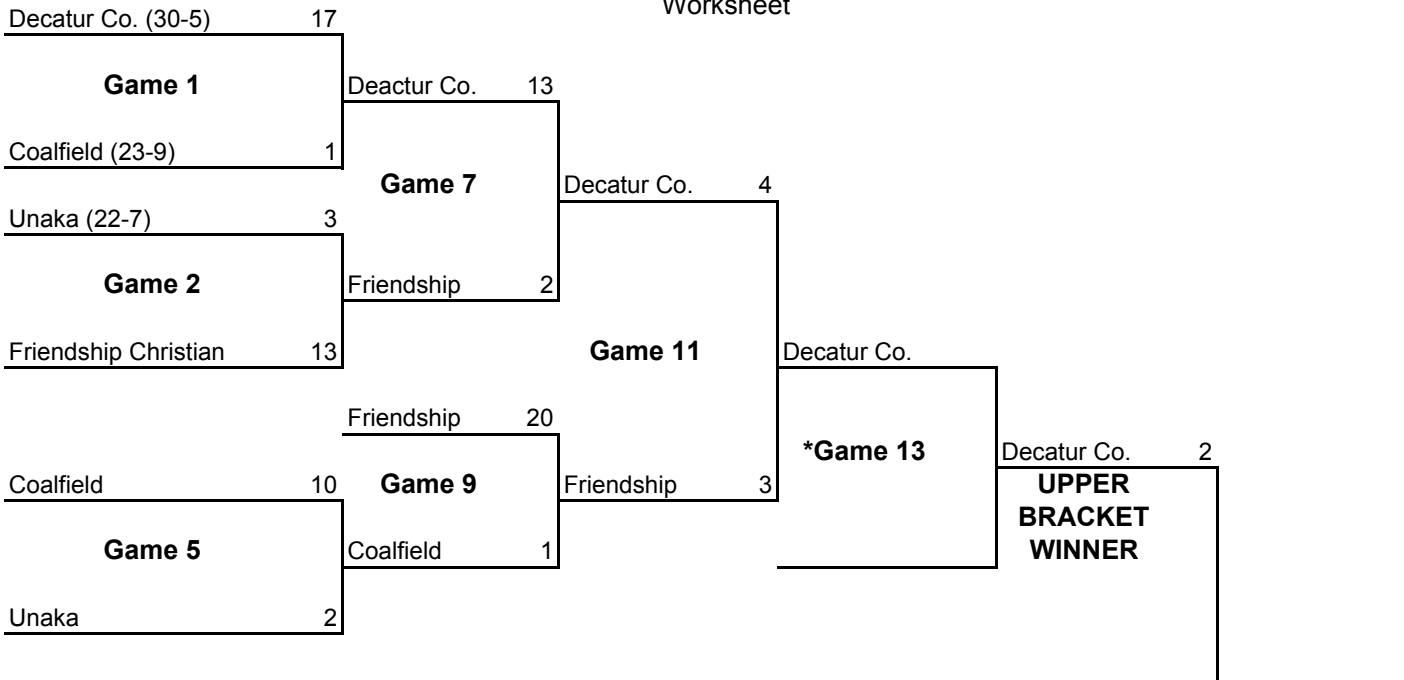 Worksheet
Decatur Co. (30-5) 17
Game 1
Deactur Co. 13
Coalfield (23-9) 1
Game 7
Decatur Co. 4
Unaka (22-7) 3
Game 2
Friendship 2
Friendship Christian 13
Game 11
Decatur Co.
Friendship 20
*Game 13
Decatur Co. 2
Coalfield 10
Game 9
Friendship 3
UPPER
BRACKET
WINNER
Game 5
Coalfield 1
Unaka 2